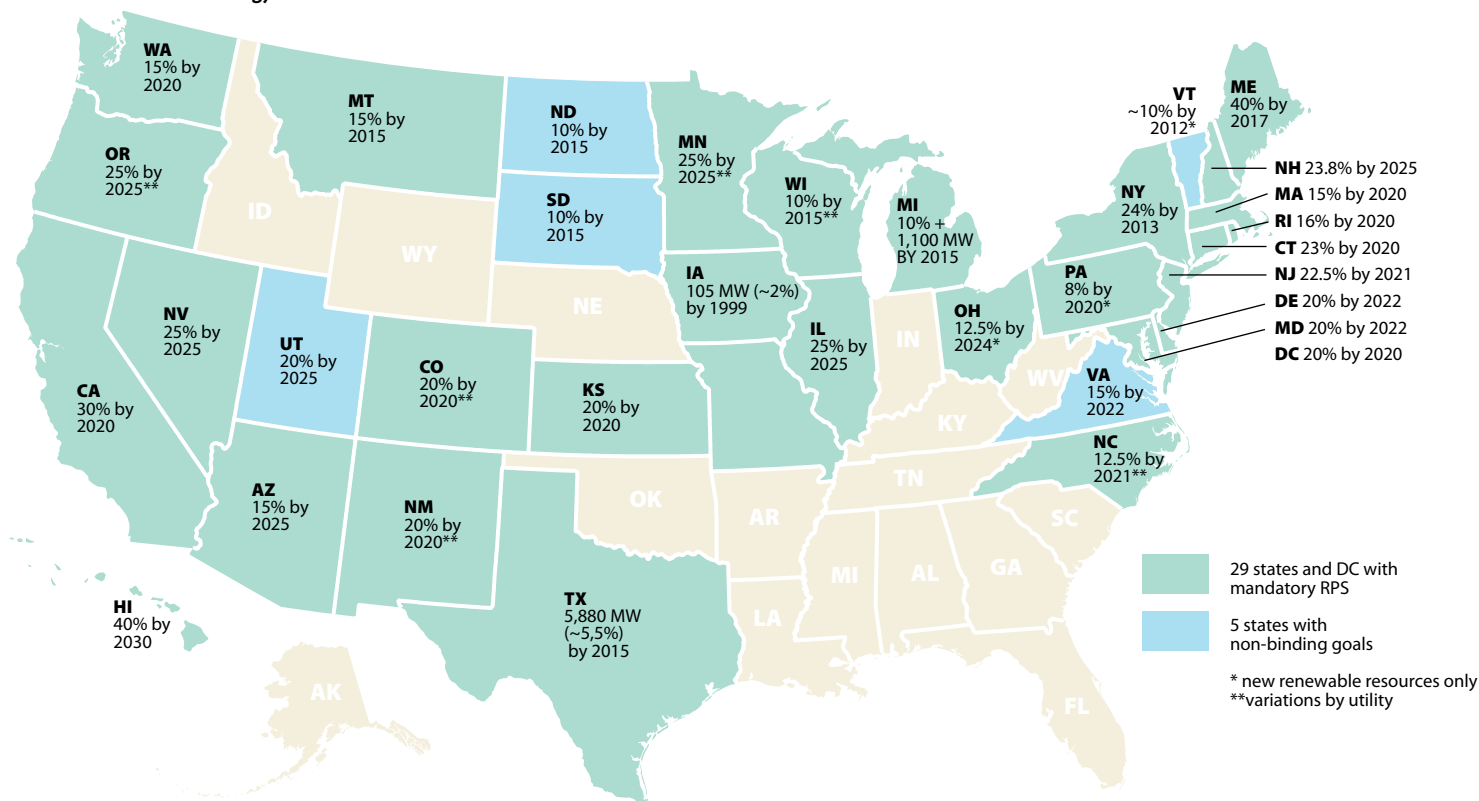 WA
15% by
2020
MT
15% by
2015
ND
10% by
2015
MN
25% by
2025**
VT
~10% by
2012*
ME
40% by
2017
OR
25% by
2025**
ID
WY
SD
10% by
2015
WI
10% by
2015**
MI
10% +
1,100 MW
BY 2015
NY
24% by
2013
NH 23.8% by 2025
MA 15% by 2020
RI 16% by 2020
CT 23% by 2020
NJ 22.5% by 2021
DE 20% by 2022
MD 20% by 2022
DC 20% by 2020
NV
25% by
2025
UT
20% by
2025
CO
20% by
2020**
NE
IA
105 MW (~2%)
by 1999
IL
25% by
2025
IN
OH
12.5% by
2024*
PA
8% by
2020*
WV
VA
15% by
2022
CA
30% by
2020
KS
20% by
2020
KY
NC
12.5% by
2021**
AZ
15% by
2025
NM
20% by
2020**
OK
AR
TN
SC
MI
AL
GA
LA
FL
TX
5,880 MW
(~5,5%)
by 2015
HI
40% by
2030
AK
29 states and DC with
mandatory RPS
5 states with
non-binding goals
* new renewable resources only
**variations by utility